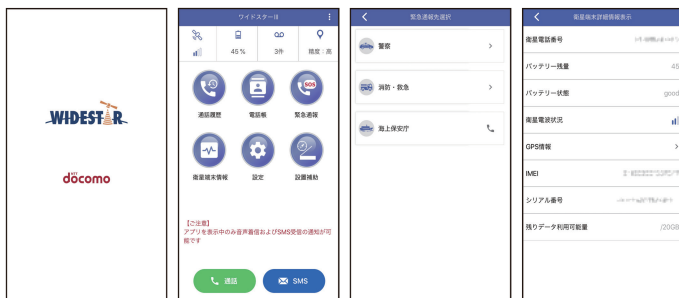 WIDESTAR
NTT
döcomo
ワイドスターIII
45%
3件
精度：高
通話履歴
電話帳
SOS
緊急通報
衛星端末情報
設定
設置補助
【ご注意】
アプリを表示中のみ音声着信およびSMS受信の通知が可
能です
通話
SMS
緊急通報先選択
警察
消防・救急
海上保安庁
衛星端末詳細情報表示
衛星電話番号
バッテリー残量 45
バッテリー状態 good
衛星電波状況
GPS情報
IMEI
シリアル番号
残りデータ利用可能量 /20GB